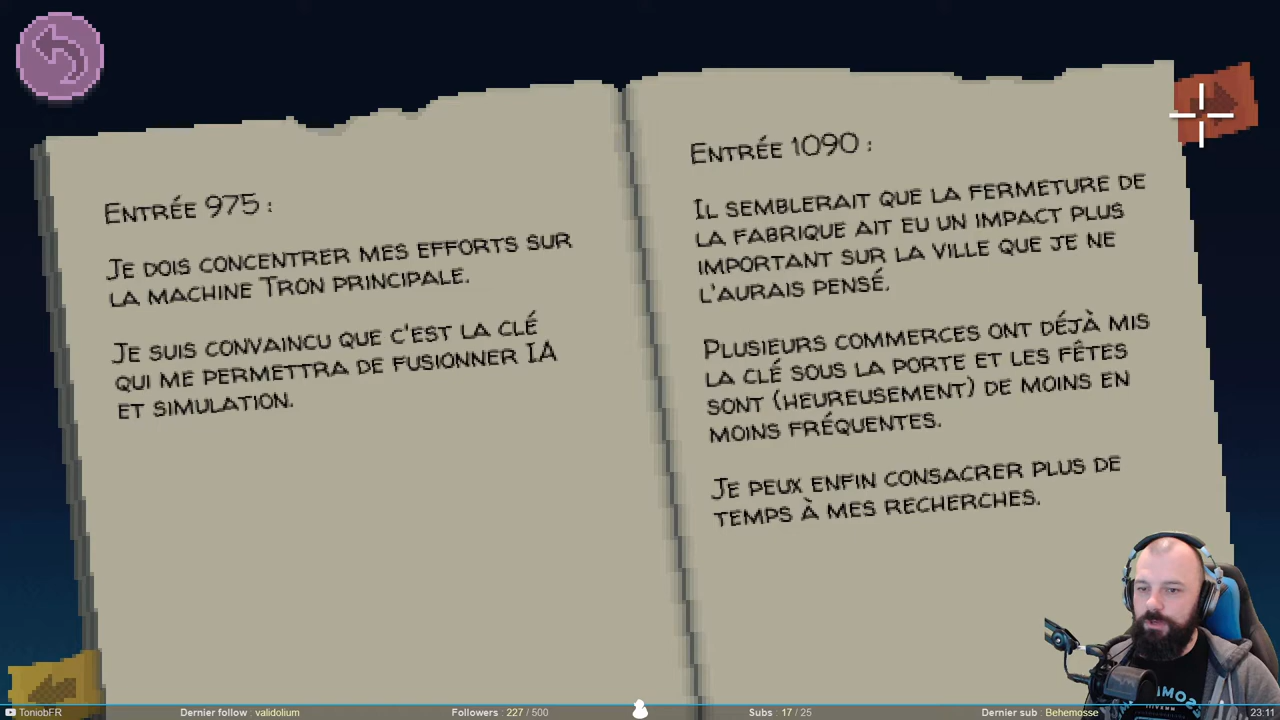 Entrée 975 :
Je dois concentrer mes efforts sur
la machine Tron principale.
Je suis convaincu que c'est la clé
qui me permettra de fusionner IA
et simulation.
Entrée 1090 :
Il semblerait que la fermeture de
la fabrique ait eu un impact plus
important sur la ville que je ne
l'aurais pensé.
Plusieurs commerces ont déjà mis
la clé sous la porte et les fêtes
sont (heureusement) de moins en
moins fréquentes.
Je peux enfin consacrer plus de
temps à mes recherches.
ToniobFR
Dernier follow : validolium
Followers : 227 / 500
Subs : 17 / 25
Dernier sub : Behemosse
23:11